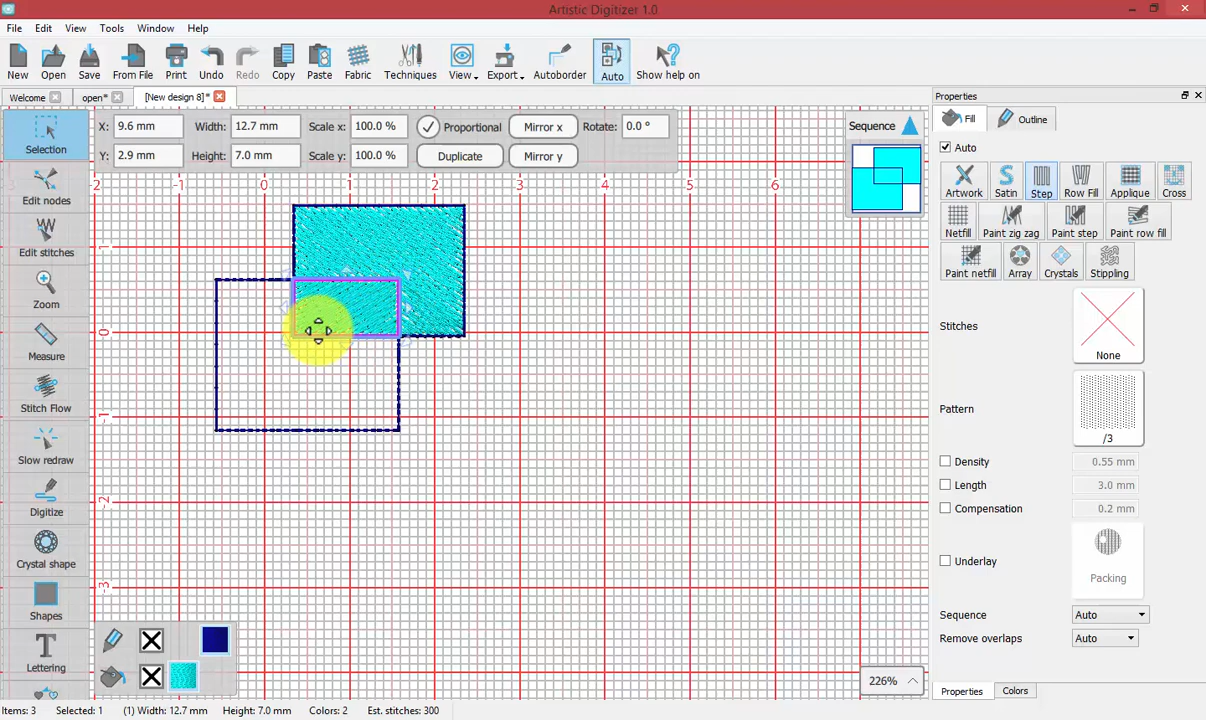 Artistic Digitizer 1.0
File Edit View Tools Window Help
New Open Save From File Print Undo Redo Copy Paste Fabric Techniques View Export Autoborder Auto Show help on
Welcome open* [New design 8]*
X: 9.6 mm Width: 12.7 mm Scale x: 100.0 % Proportional Mirror x Rotate: 0.0 °
Y: 2.9 mm Height: 7.0 mm Scale y: 100.0 % Duplicate Mirror y
Sequence
Properties
Fill Outline
Auto
Artwork Satin Step Row Fill Applique Cross
Netfill Paint zig zag Paint step Paint row fill
Paint netfill Array Crystals Stippling
Stitches None
Pattern /3
Density 0.55 mm
Length 3.0 mm
Compensation 0.2 mm
Underlay Packing
Sequence Auto
Remove overlaps Auto
Properties Colors
Selection
Edit nodes
Edit stitches
Zoom
Measure
Stitch Flow
Slow redraw
Digitize
Crystal shape
Shapes
Lettering
-2 -1 0 1 2 3 4 5 6
1
0
-1
-2
-3
226%
Items: 3 Selected: 1 (1) Width: 12.7 mm Height: 7.0 mm Colors: 2 Est. stitches: 300